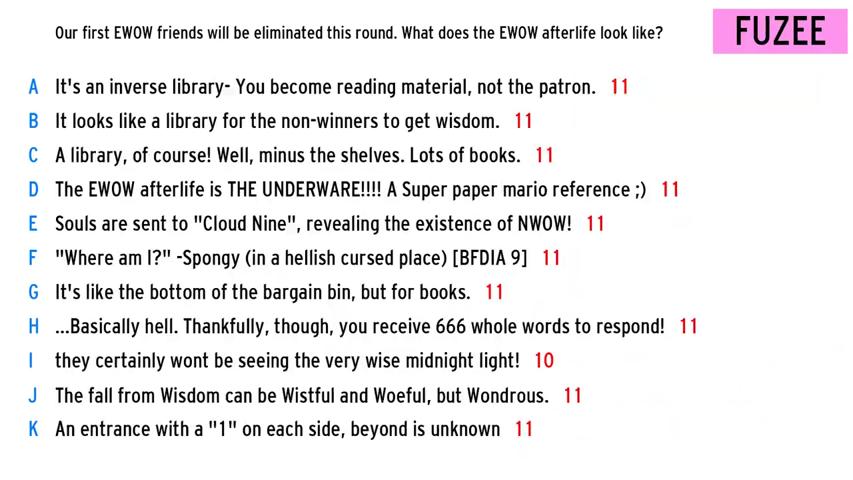 Our first EWOW friends will be eliminated this round. What does the EWOW afterlife look like?
FUZEE
A It's an inverse library- You become reading material, not the patron. 11
B It looks like a library for the non-winners to get wisdom. 11
C A library, of course! Well, minus the shelves. Lots of books. 11
D The EWOW afterlife is THE UNDERWARE!!!! A Super paper mario reference ;) 11
E Souls are sent to "Cloud Nine", revealing the existence of NWOW! 11
F "Where am I?" -Spongy (in a hellish cursed place) [BFDIA 9] 11
G It's like the bottom of the bargain bin, but for books. 11
H ...Basically hell. Thankfully, though, you receive 666 whole words to respond! 11
I they certainly wont be seeing the very wise midnight light! 10
J The fall from Wisdom can be Wistful and Woeful, but Wondrous. 11
K An entrance with a "1" on each side, beyond is unknown 11